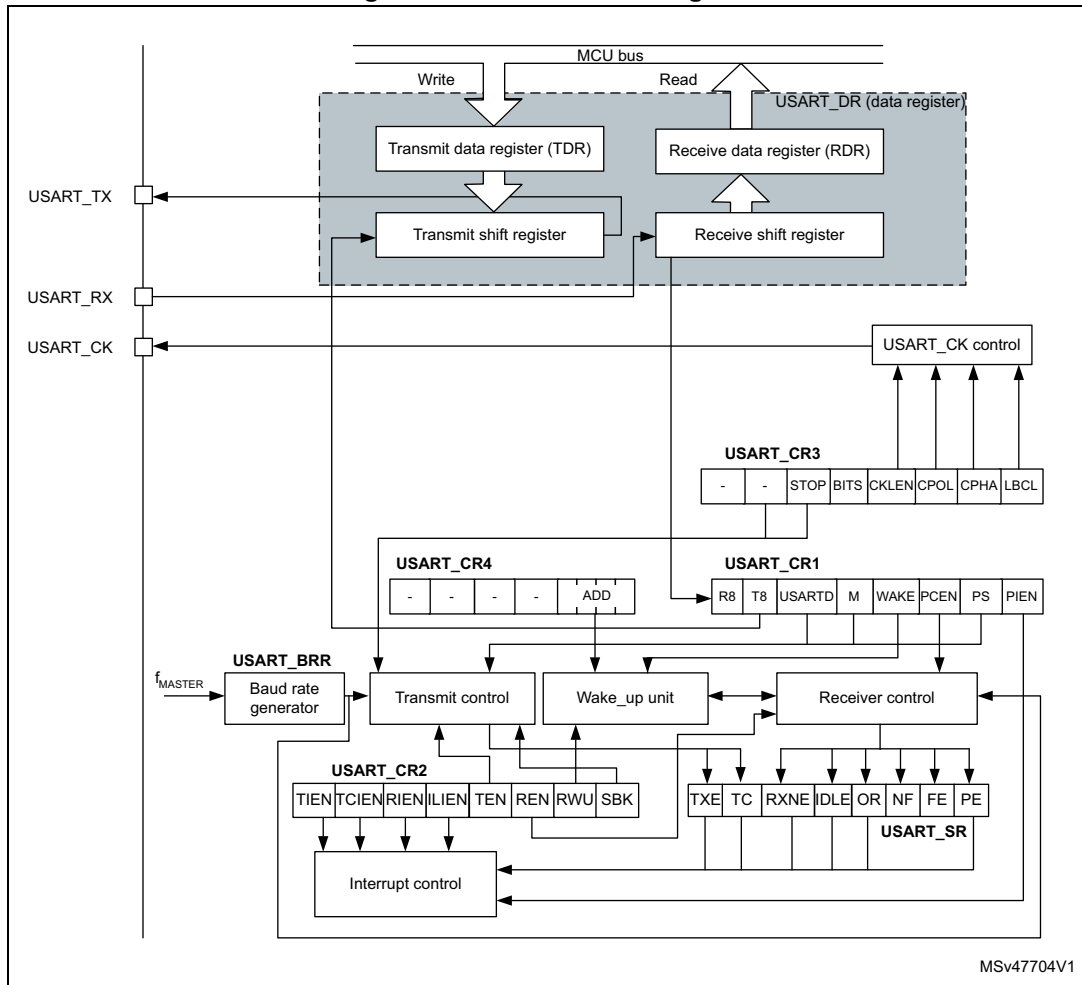 MCU bus
Write
Read
USART_DR (data register)
Transmit data register (TDR)
Receive data register (RDR)
USART_TX
Transmit shift register
Receive shift register
USART_RX
USART_CK
USART_CK control
USART_CR3
- - STOP BITS CKLEN CPOL CPHA LBCL
USART_CR4
- - - - ADD
USART_CR1
R8 T8 USARTD M WAKE PCEN PS PIEN
fMASTER
USART_BRR
Baud rate
generator
Transmit control
Wake_up unit
Receiver control
USART_CR2
TIEN TCIEN RIEN ILIEN TEN REN RWU SBK
TXE TC RXNE IDLE OR NF FE PE
USART_SR
Interrupt control
MSv47704V1